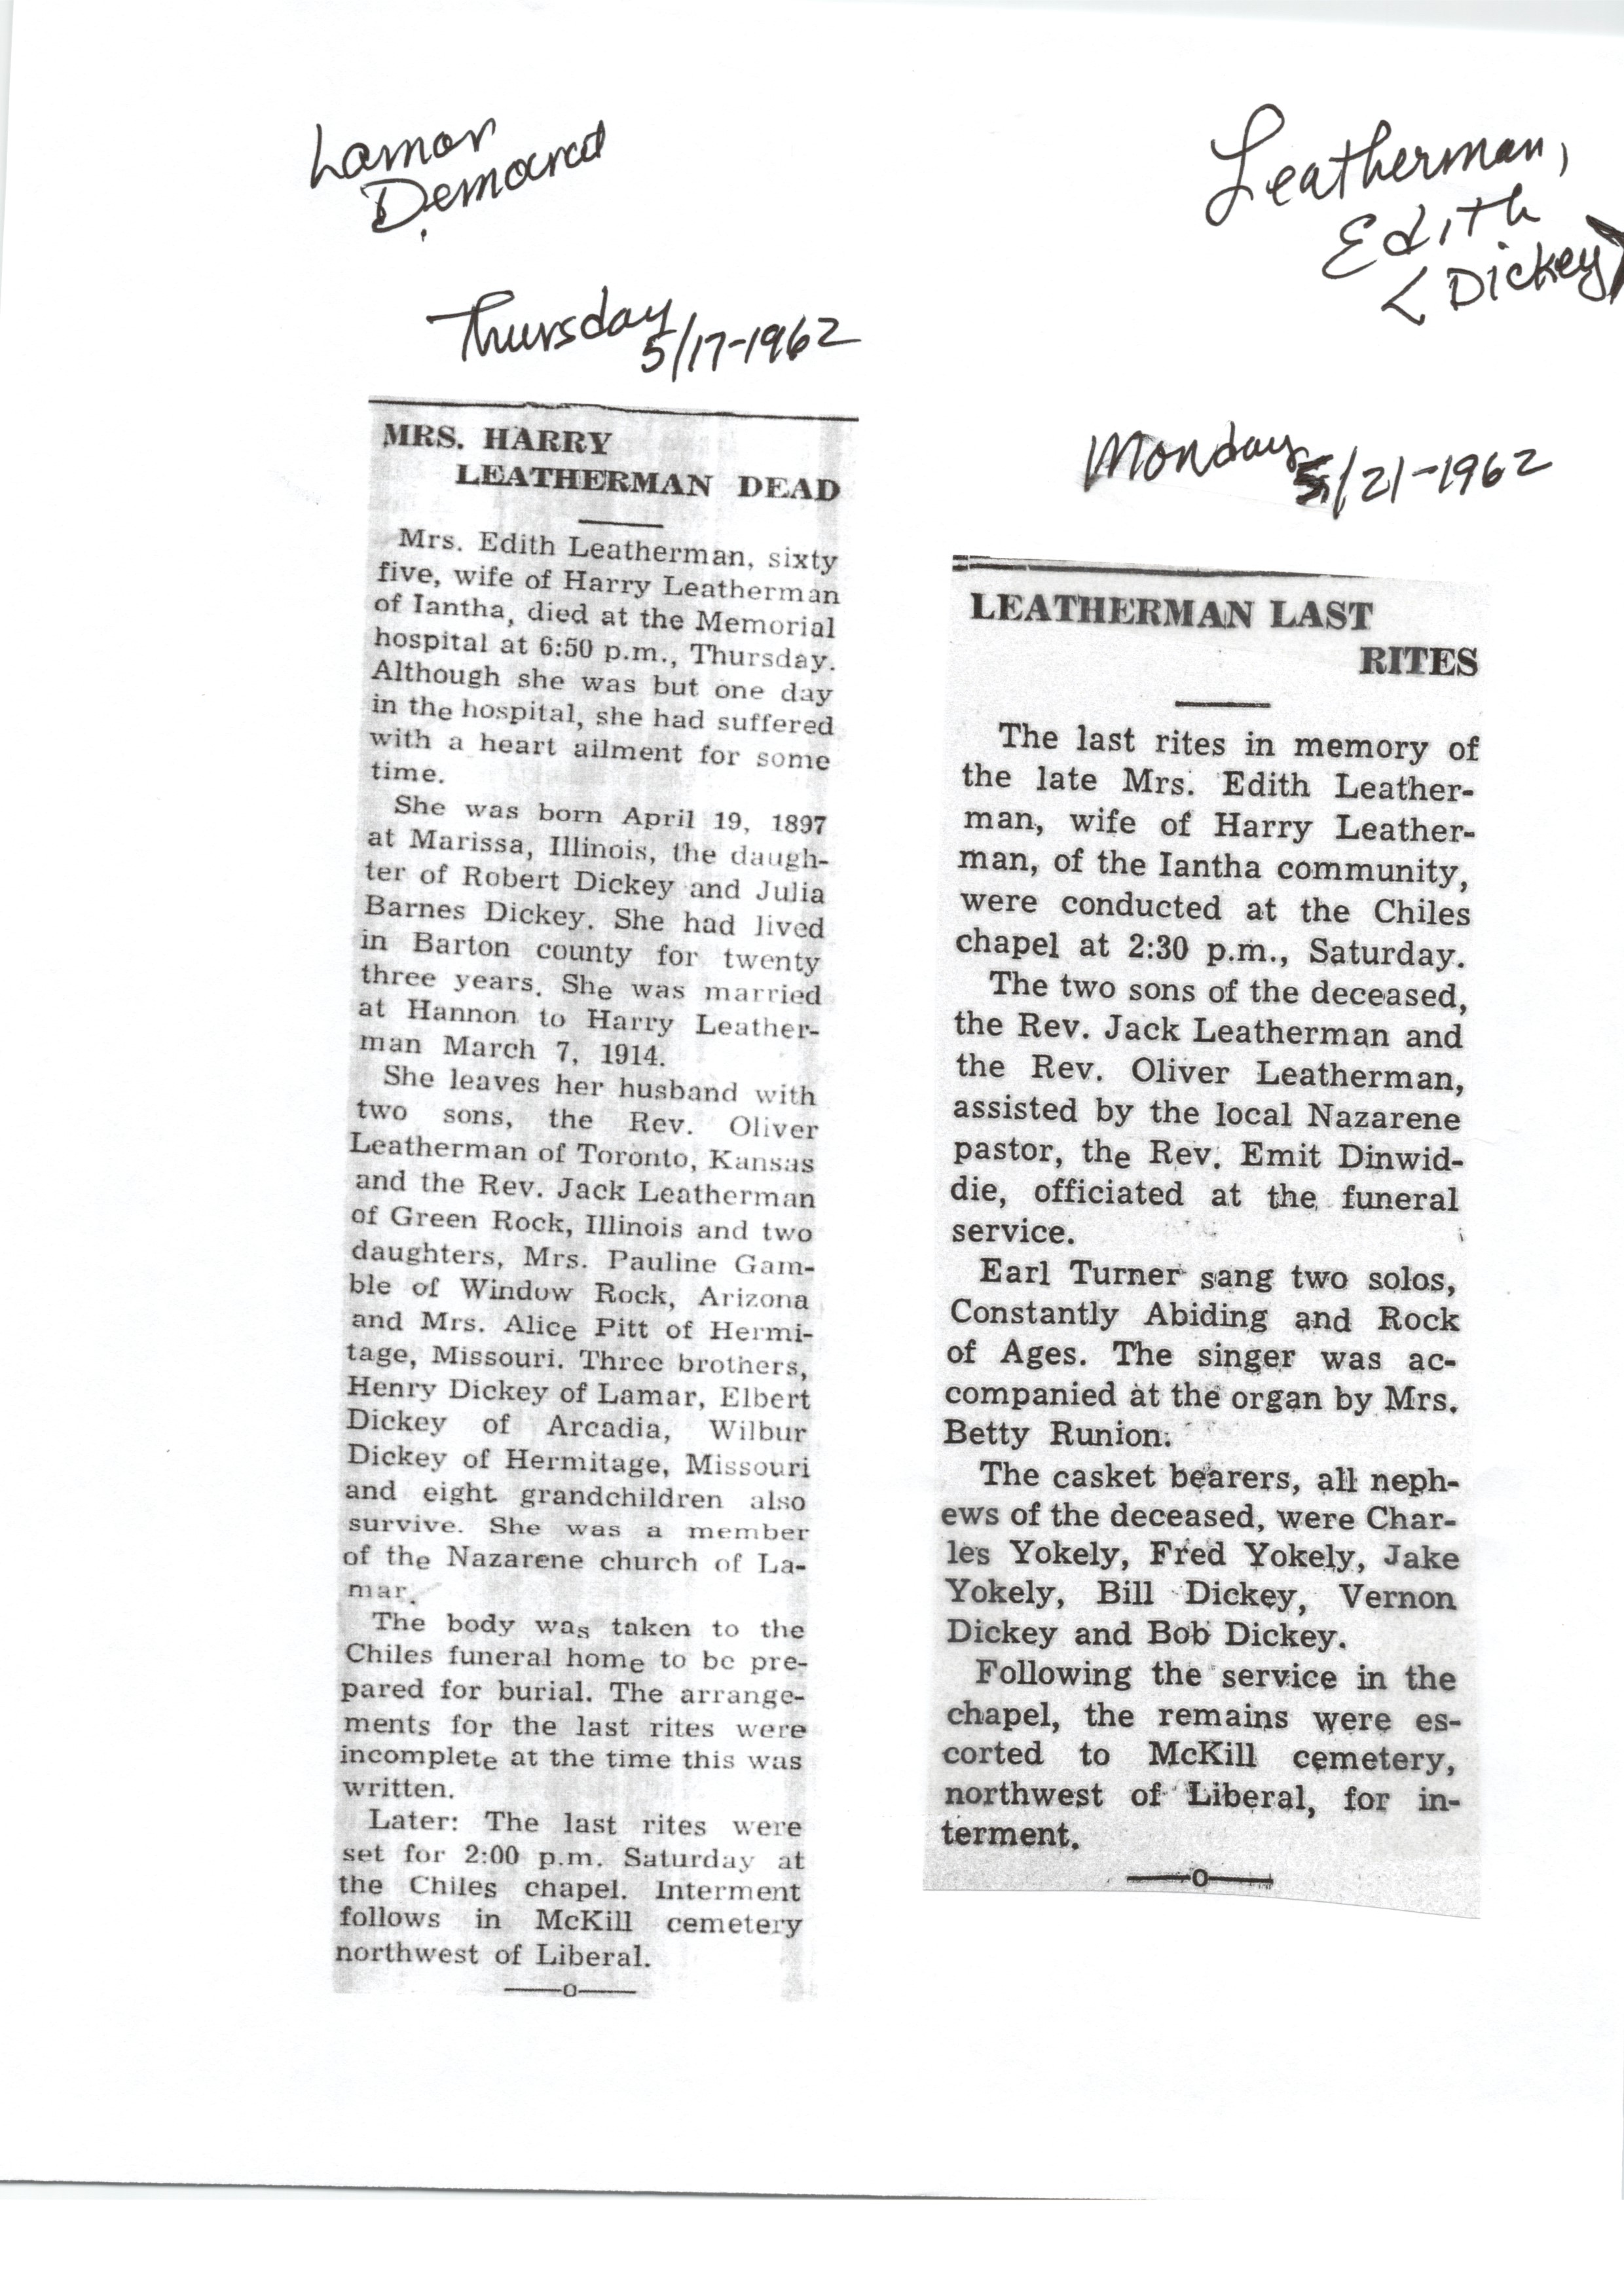 Lamar
Democrat
Leatherman,
Edith
(Dickey)
Thursday
5/17-1962
MRS. HARRY
LEATHERMAN DEAD
Mrs. Edith Leatherman, sixty
five, wife of Harry Leatherman
of Iantha, died at the Memorial
hospital at 6:50 p.m., Thursday.
Although she was but one day
in the hospital, she had suffered
with a heart ailment for some
time.
She was born April 19, 1897
at Marissa, Illinois, the daugh-
ter of Robert Dickey and Julia
Barnes Dickey. She had lived
in Barton county for twenty
three years. She was married
at Hannon to Harry Leather-
man March 7, 1914.
She leaves her husband with
two sons, the Rev. Oliver
Leatherman of Toronto, Kansas
and the Rev. Jack Leatherman
of Green Rock, Illinois and two
daughters, Mrs. Pauline Gam-
ble of Window Rock, Arizona
and Mrs. Alice Pitt of Hermi-
tage, Missouri. Three brothers,
Henry Dickey of Lamar, Elbert
Dickey of Arcadia, Wilbur
Dickey of Hermitage, Missouri
and eight grandchildren also
survive. She was a member
of the Nazarene church of La-
mar.
The body was taken to the
Chiles funeral home to be pre-
pared for burial. The arrange-
ments for the last rites were
incomplete at the time this was
written.
Later: The last rites were
set for 2:00 p.m. Saturday at
the Chiles chapel. Interment
follows in McKill cemetery
northwest of Liberal.
Monday
5/21-1962
LEATHERMAN LAST
RITES
The last rites in memory of
the late Mrs. Edith Leather-
man, wife of Harry Leather-
man, of the Iantha community,
were conducted at the Chiles
chapel at 2:30 p.m., Saturday.
The two sons of the deceased,
the Rev. Jack Leatherman and
the Rev. Oliver Leatherman,
assisted by the local Nazarene
pastor, the Rev. Emit Dinwid-
die, officiated at the funeral
service.
Earl Turner sang two solos,
Constantly Abiding and Rock
of Ages. The singer was ac-
companied at the organ by Mrs.
Betty Runion.
The casket bearers, all neph-
ews of the deceased, were Char-
les Yokely, Fred Yokely, Jake
Yokely, Bill Dickey, Vernon
Dickey and Bob Dickey.
Following the service in the
chapel, the remains were es-
corted to McKill cemetery,
northwest of Liberal, for in-
terment.